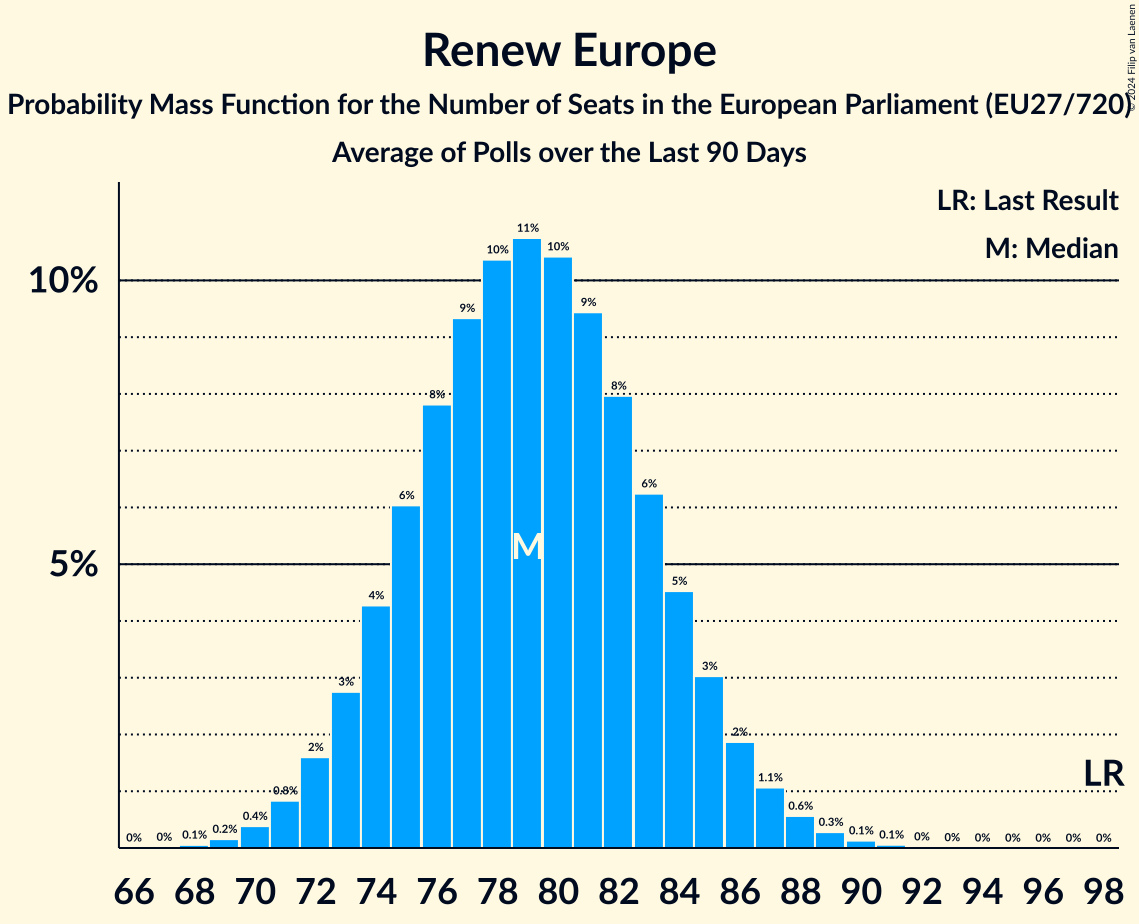 Renew Europe
© 2024 Filip van Laenen
Probability Mass Function for the Number of Seats in the European Parliament (EU27/720)
Average of Polls over the Last 90 Days
LR: Last Result
M: Median
10%
5%
0% 0% 0.1% 0.2% 0.4% 0.8% 2% 3% 4% 6% 8% 9% 10% 11% 10% 9% 8% 6% 5% 3% 2% 1.1% 0.6% 0.3% 0.1% 0.1% 0% 0% 0% 0% 0% 0% 0%
M
LR
66 68 70 72 74 76 78 80 82 84 86 88 90 92 94 96 98